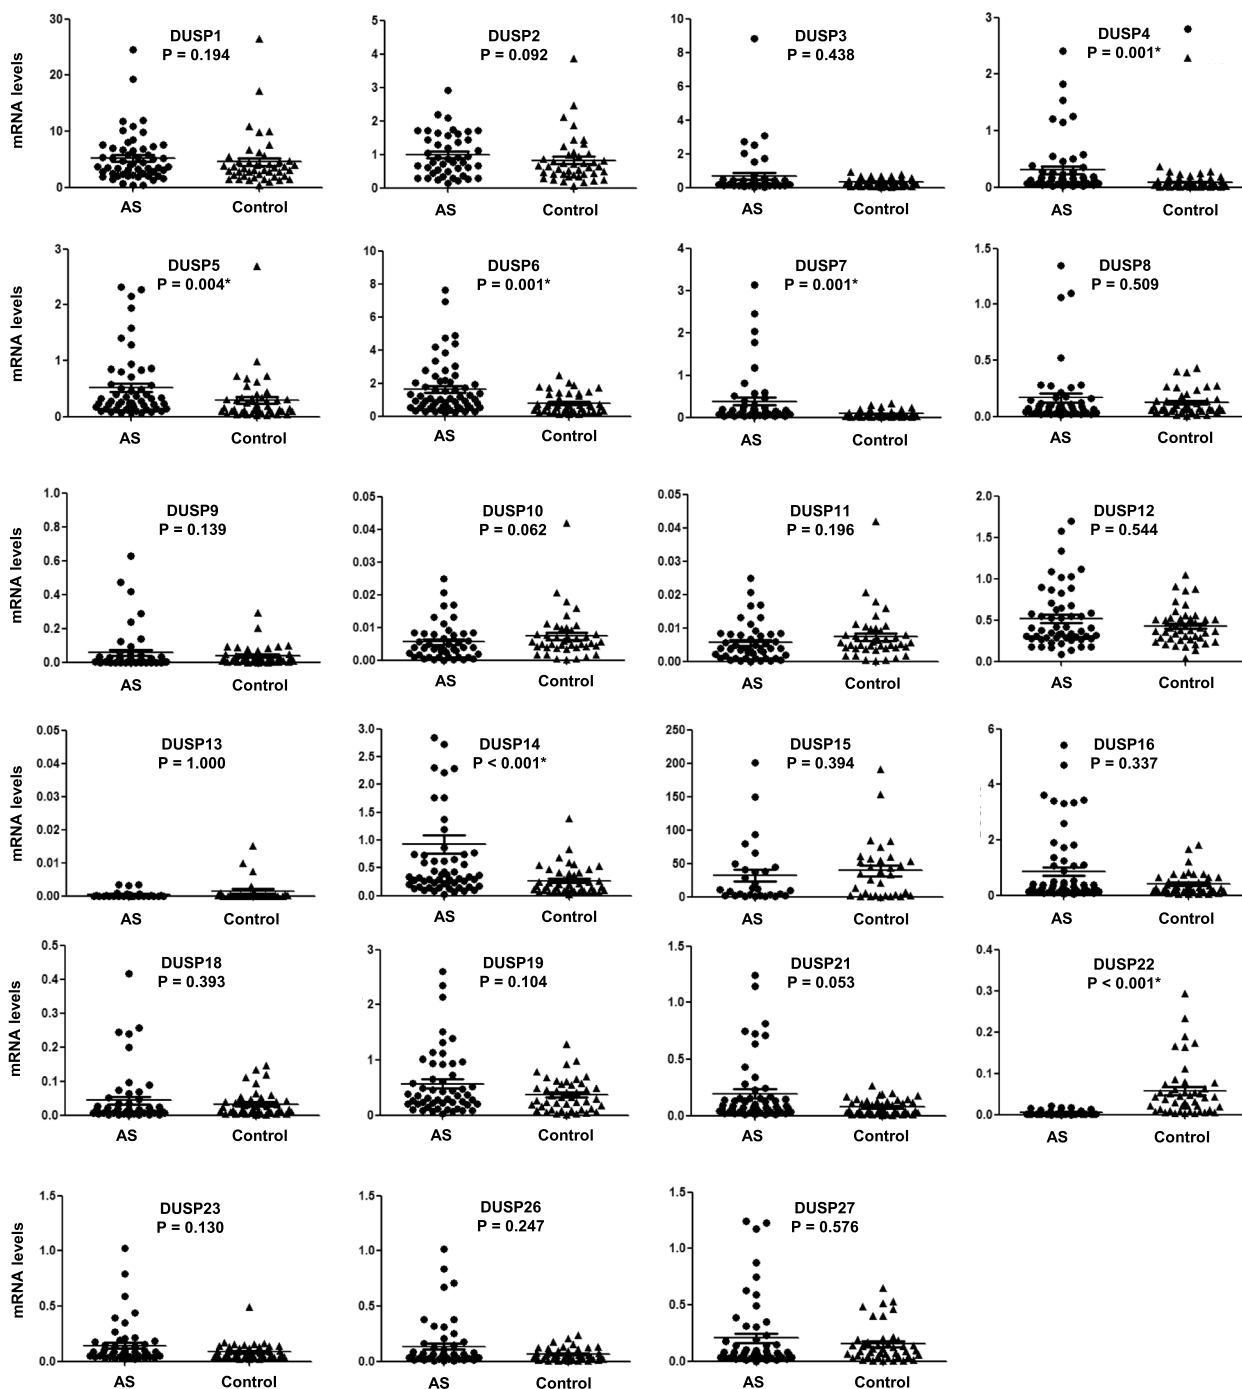 mRNA levels
DUSP1
P = 0.194
30
20
10
0
AS
Control
DUSP2
P = 0.092
5
4
3
2
1
0
AS
Control
DUSP3
P = 0.438
10
8
6
4
2
0
AS
Control
DUSP4
P = 0.001*
3
2
1
0
AS
Control
mRNA levels
DUSP5
P = 0.004*
3
2
1
0
AS
Control
DUSP6
P = 0.001*
10
8
6
4
2
0
AS
Control
DUSP7
P = 0.001*
4
3
2
1
0
AS
Control
DUSP8
P = 0.509
1.5
1.0
0.5
0.0
AS
Control
mRNA levels
DUSP9
P = 0.139
1.0
0.8
0.6
0.4
0.2
0.0
AS
Control
DUSP10
P = 0.062
0.05
0.04
0.03
0.02
0.01
0.00
AS
Control
DUSP11
P = 0.196
0.05
0.04
0.03
0.02
0.01
0.00
AS
Control
DUSP12
P = 0.544
2.0
1.5
1.0
0.5
0.0
AS
Control
mRNA levels
DUSP13
P = 1.000
0.05
0.04
0.03
0.02
0.01
0.00
AS
Control
DUSP14
P < 0.001*
3.0
2.5
2.0
1.5
1.0
0.5
0.0
AS
Control
DUSP15
P = 0.394
250
200
150
100
50
0
AS
Control
DUSP16
P = 0.337
6
4
2
0
AS
Control
mRNA levels
DUSP18
P = 0.393
0.5
0.4
0.3
0.2
0.1
0.0
AS
Control
DUSP19
P = 0.104
3
2
1
0
AS
Control
DUSP21
P = 0.053
1.5
1.0
0.5
0.0
AS
Control
DUSP22
P < 0.001*
0.4
0.3
0.2
0.1
0.0
AS
Control
mRNA levels
DUSP23
P = 0.130
1.5
1.0
0.5
0.0
AS
Control
DUSP26
P = 0.247
1.5
1.0
0.5
0.0
AS
Control
DUSP27
P = 0.576
1.5
1.0
0.5
0.0
AS
Control